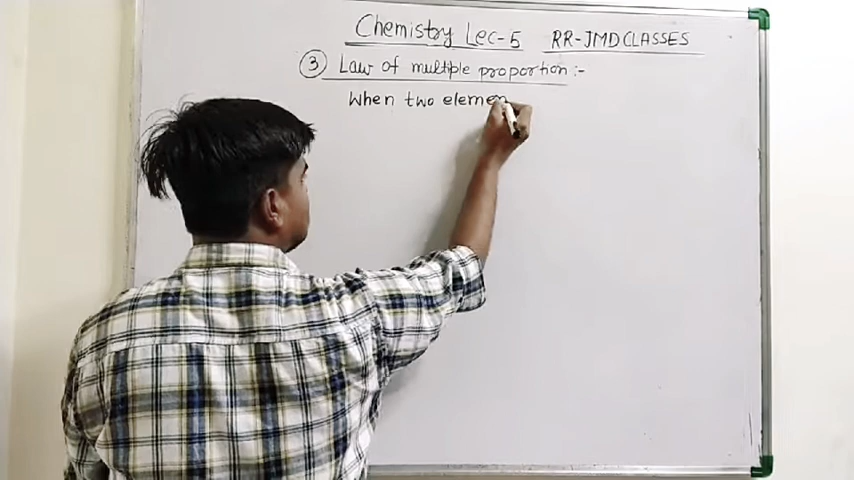 Chemistry Lec-5 RR-JMDCLASSES
3 Law of multiple proportion :-
When two elemen